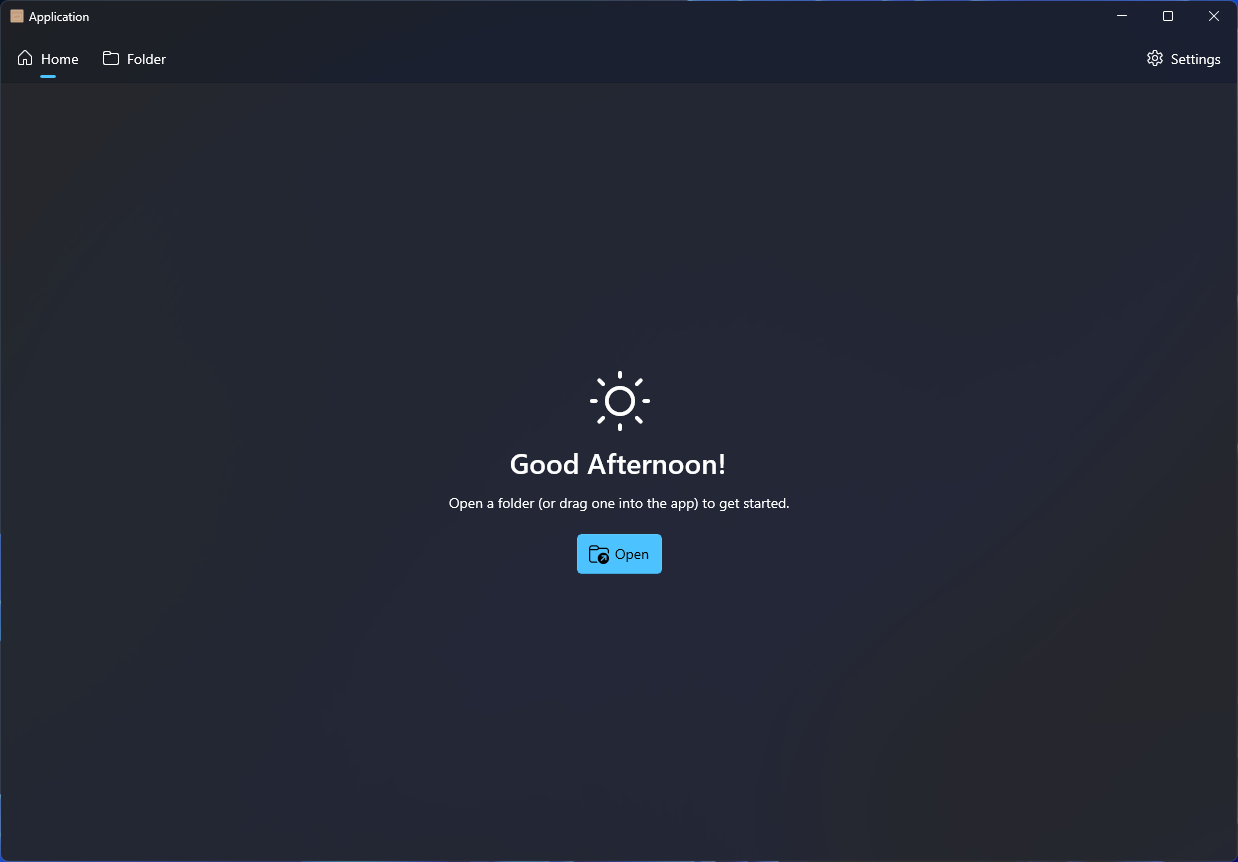 Application
Home Folder Settings
Good Afternoon!
Open a folder (or drag one into the app) to get started.
Open